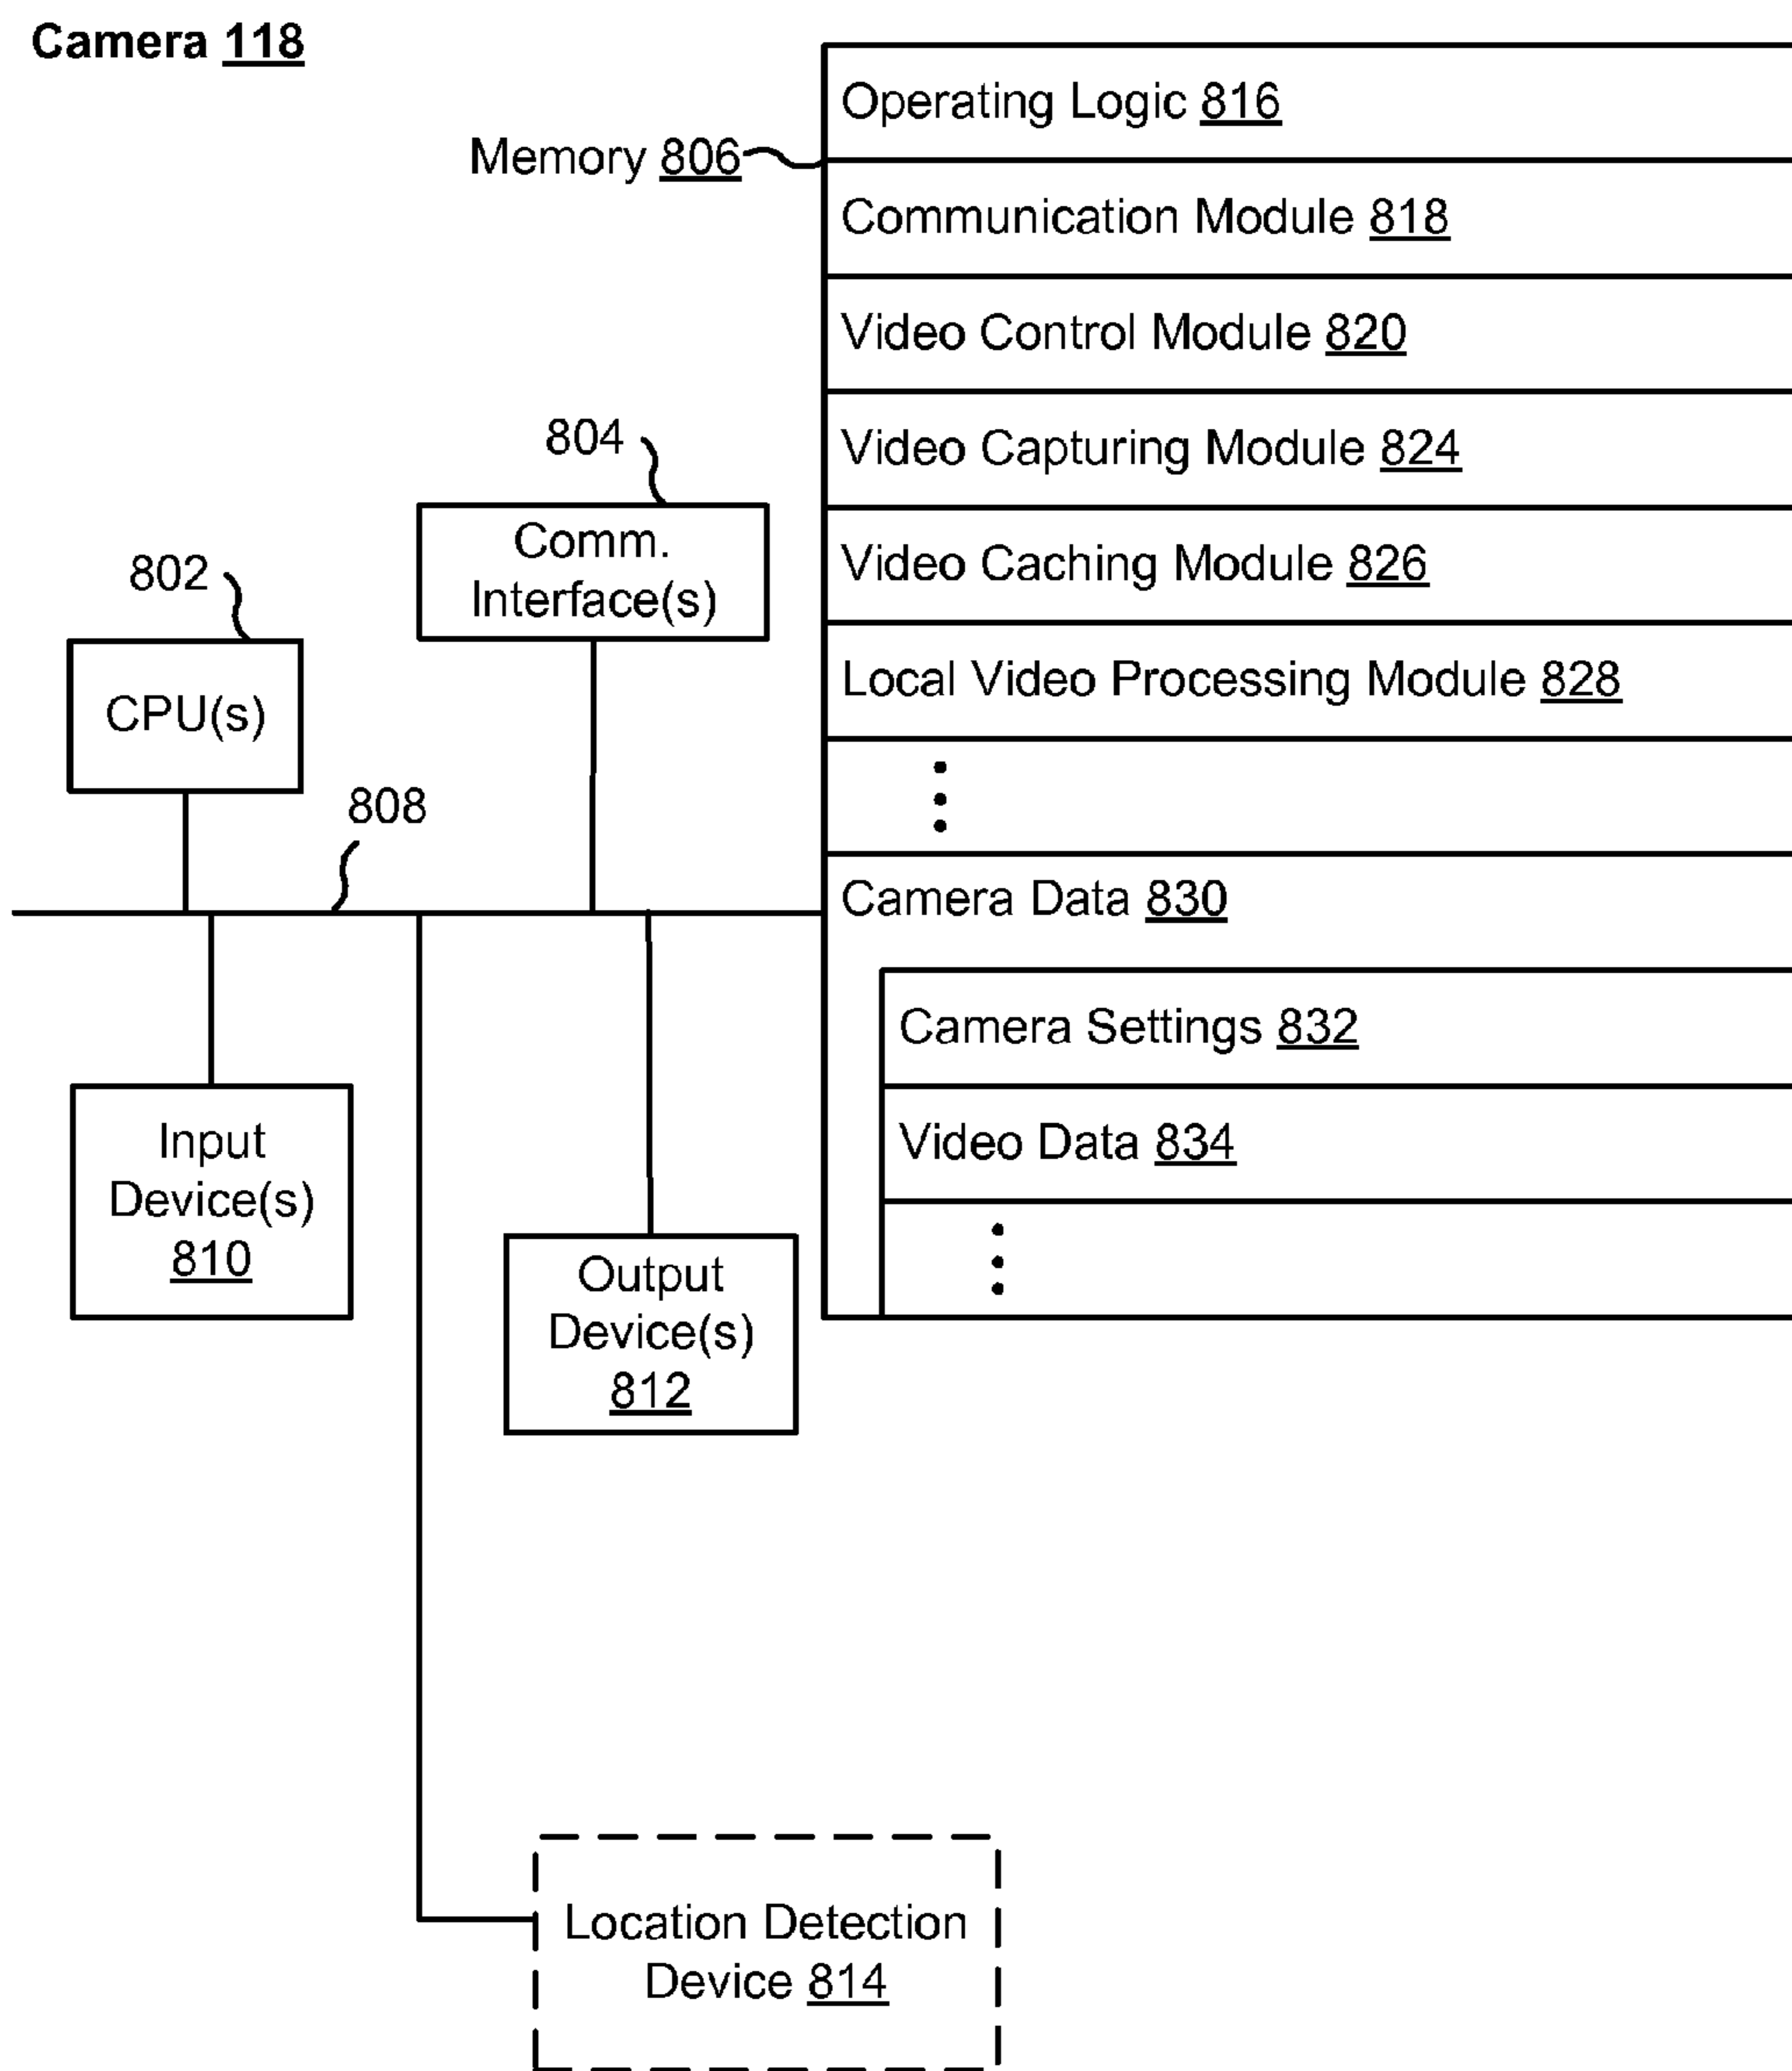 Camera 118
Operating Logic 816
Memory 806
Communication Module 818
Video Control Module 820
Video Capturing Module 824
Video Caching Module 826
Local Video Processing Module 828
804
Comm.
Interface(s)
802
CPU(s)
808
Camera Data 830
Camera Settings 832
Video Data 834
Input
Device(s)
810
Output
Device(s)
812
Location Detection
Device 814